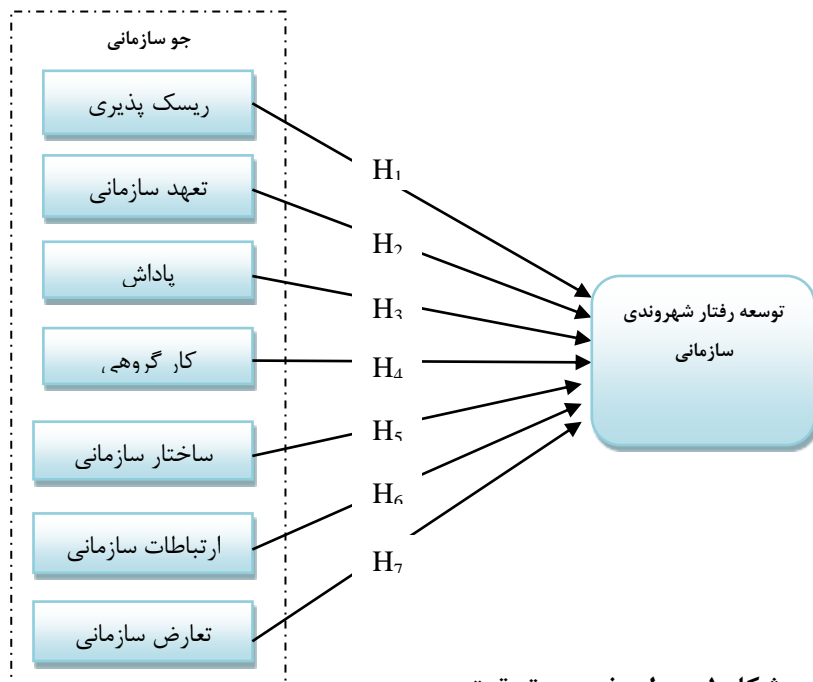 جو سازمانی
ریسک پذیری
تعهد سازمانی
پاداش
کار گروهی
ساختار سازمانی
ارتباطات سازمانی
تعارض سازمانی
H1
H2
H3
H4
H5
H6
H7
توسعه رفتار شهروندی
سازمانی